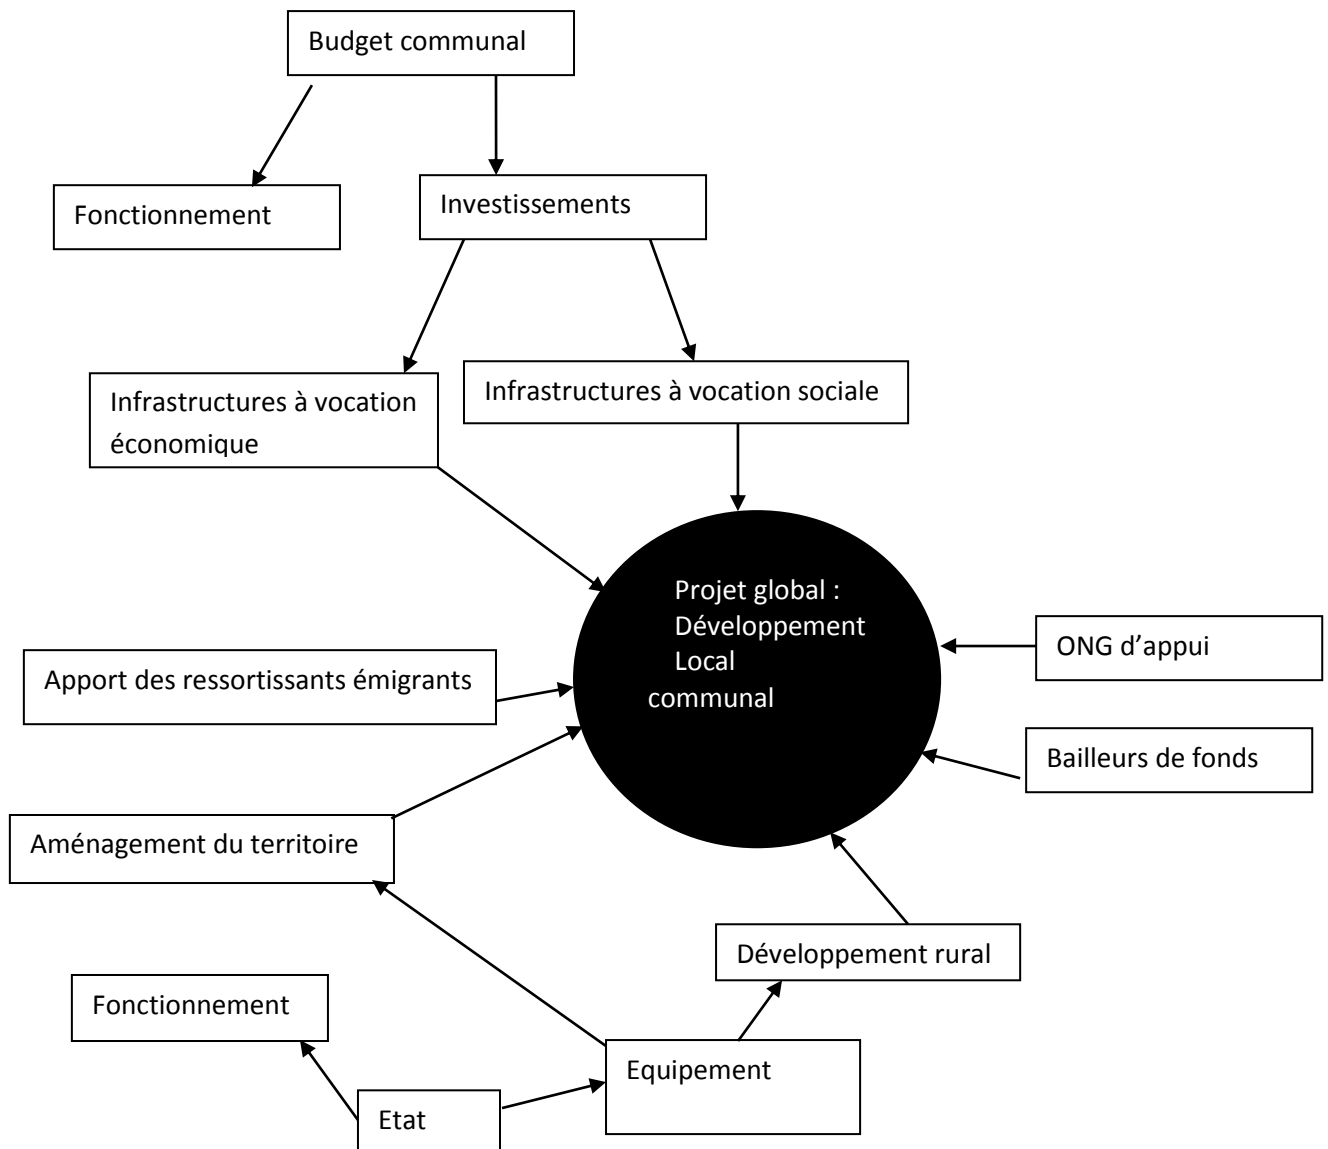 Budget communal
Fonctionnement
Investissements
Infrastructures à vocation
économique
Infrastructures à vocation sociale
Projet global :
Développement
Local
communal
ONG d’appui
Apport des ressortissants émigrants
Bailleurs de fonds
Aménagement du territoire
Développement rural
Fonctionnement
Equipement
Etat